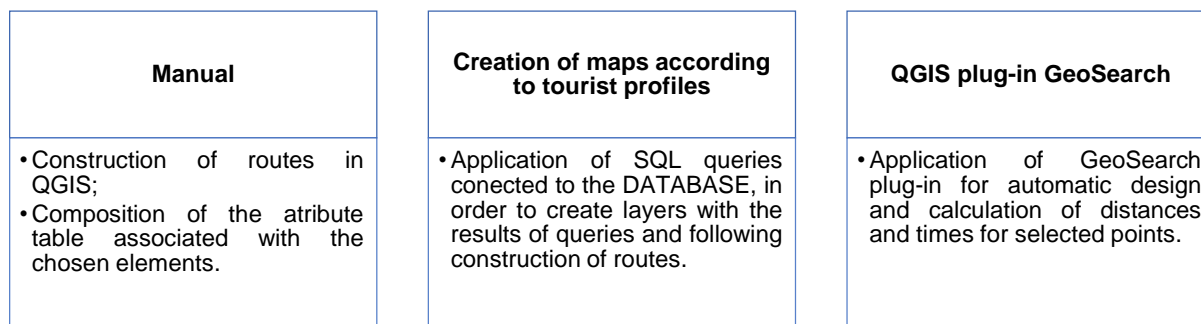 Manual
• Construction of routes in
QGIS;
• Composition of the atribute
table associated with the
chosen elements.
Creation of maps according
to tourist profiles
• Application of SQL queries
conected to the DATABASE, in
order to create layers with the
results of queries and following
construction of routes.
QGIS plug-in GeoSearch
• Application of GeoSearch
plug-in for automatic design
and calculation of distances
and times for selected points.